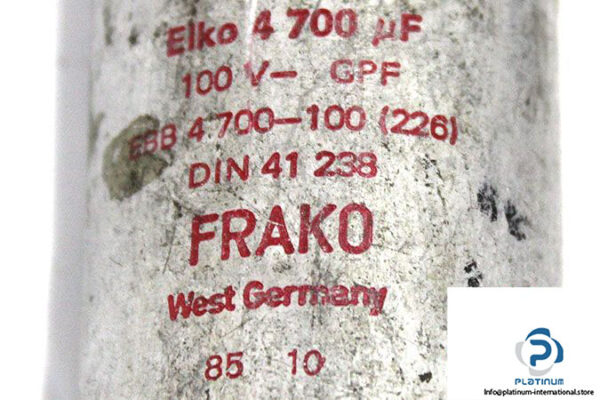 Elko 4 700 µF
100 V– GPF
EBB 4 700–100 (226)
DIN 41 238
FRAKO
West Germany
85 10
PLATINUM
Info@platinum-international.store